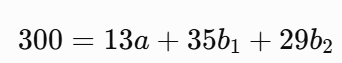 300 = 13a + 35b₁ + 29b₂